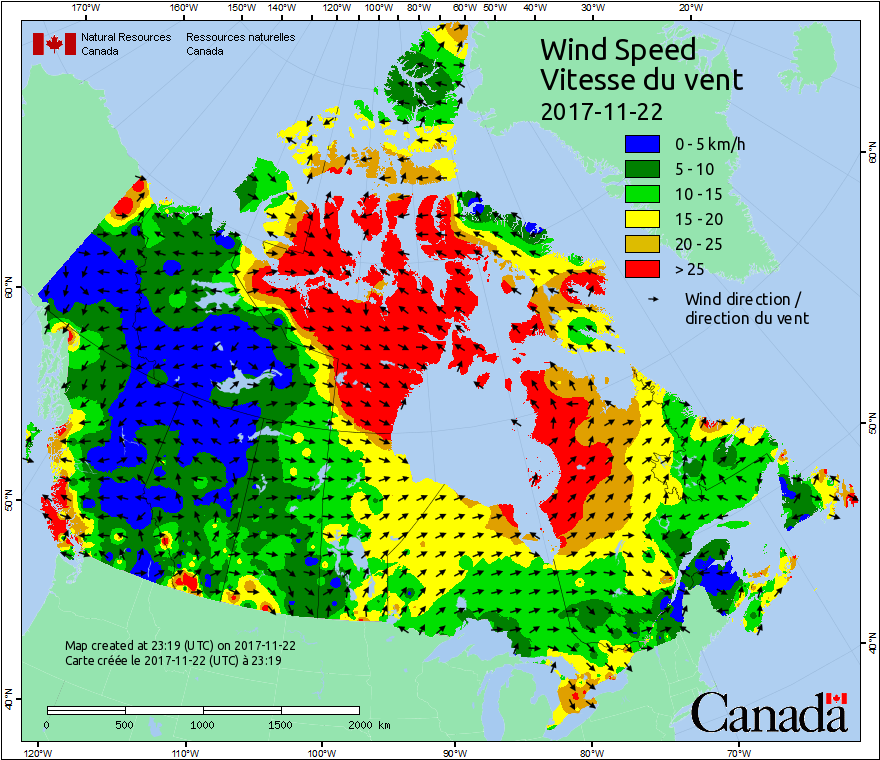 170°W 160°W 150°W 140°W 130°W 120°W 110°W 100°W 80°W 60°W 50°W 40°W 30°W 20°W
Natural Resources Ressources naturelles
Canada Canada
Wind Speed
Vitesse du vent
2017-11-22
0 - 5 km/h
5 - 10
10 - 15
15 - 20
20 - 25
> 25
Wind direction /
direction du vent
60°N
60°N
50°N
50°N
40°N
40°N
Map created at 23:19 (UTC) on 2017-11-22
Carte créée le 2017-11-22 (UTC) à 23:19
0 500 1000 1500 2000 km
Canada
120°W 110°W 100°W 90°W 80°W 70°W